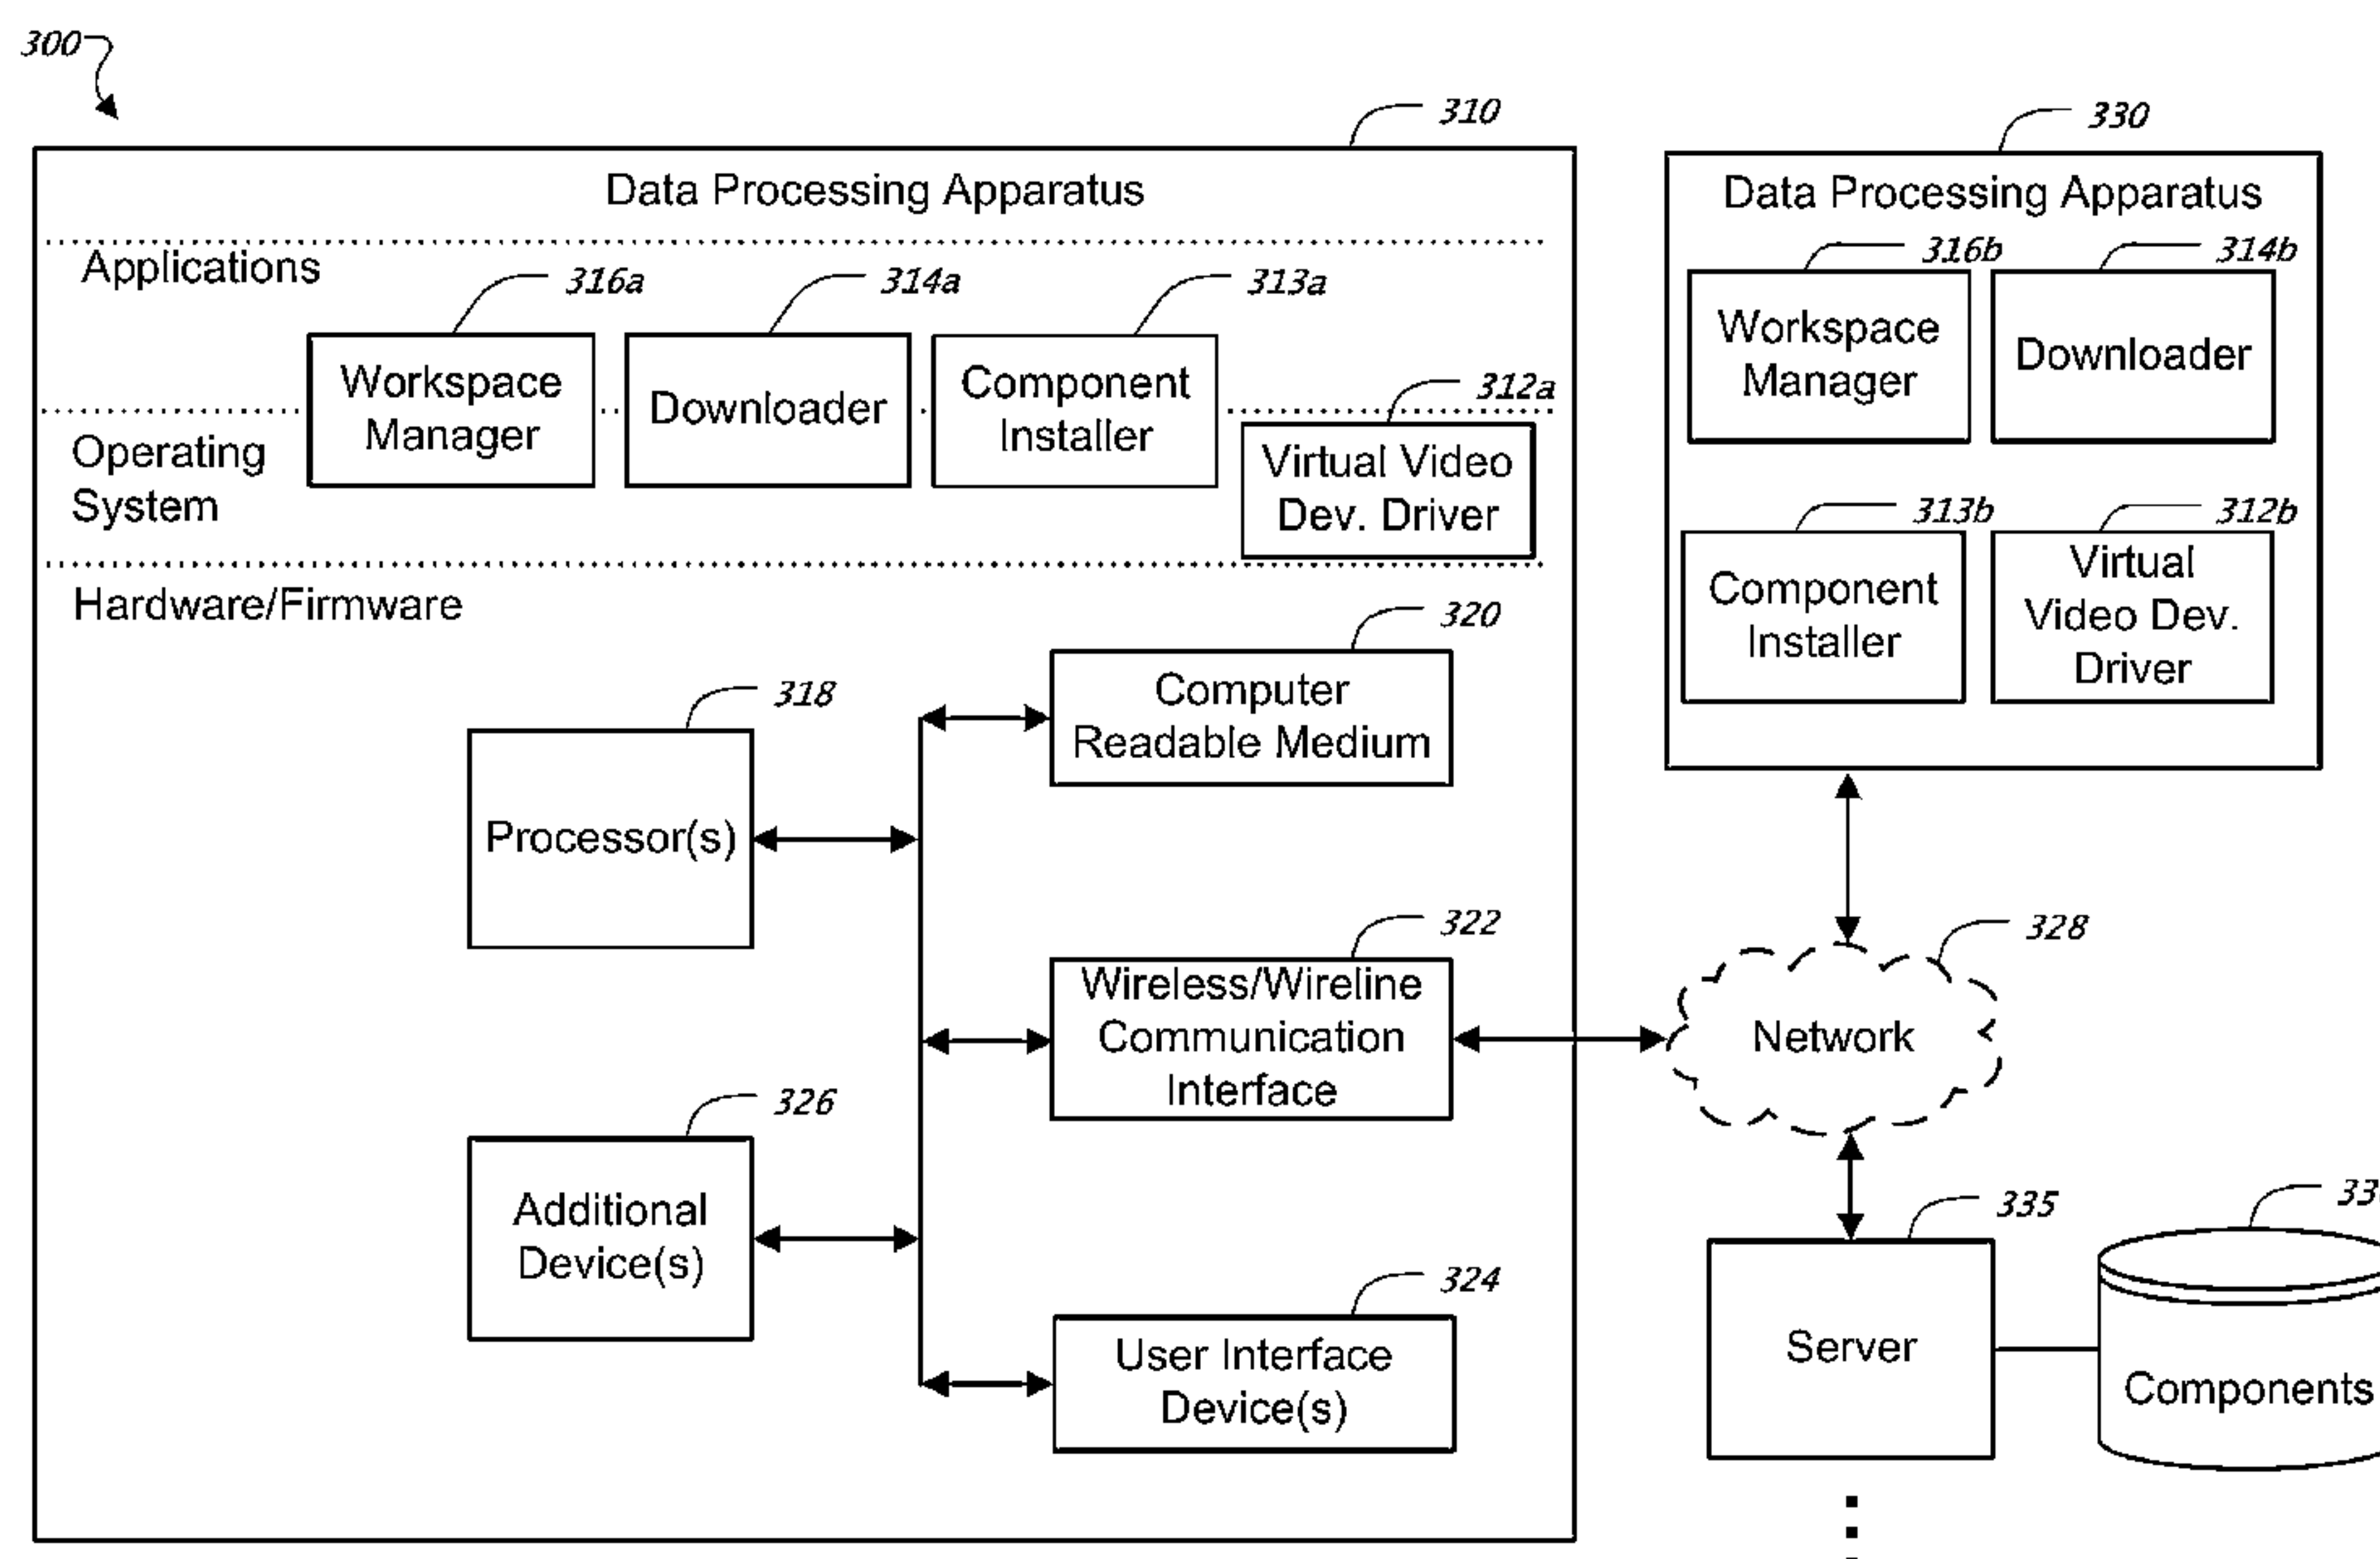 300
310
Data Processing Apparatus
Applications
316a
314a
313a
Workspace
Manager
Downloader
Component
Installer
312a
Operating
System
Virtual Video
Dev. Driver
Hardware/Firmware
320
Computer
Readable Medium
318
Processor(s)
322
Wireless/Wireline
Communication
Interface
326
Additional
Device(s)
324
User Interface
Device(s)
330
Data Processing Apparatus
316b
314b
Workspace
Manager
Downloader
313b
312b
Component
Installer
Virtual
Video Dev.
Driver
328
Network
335
Server
Components